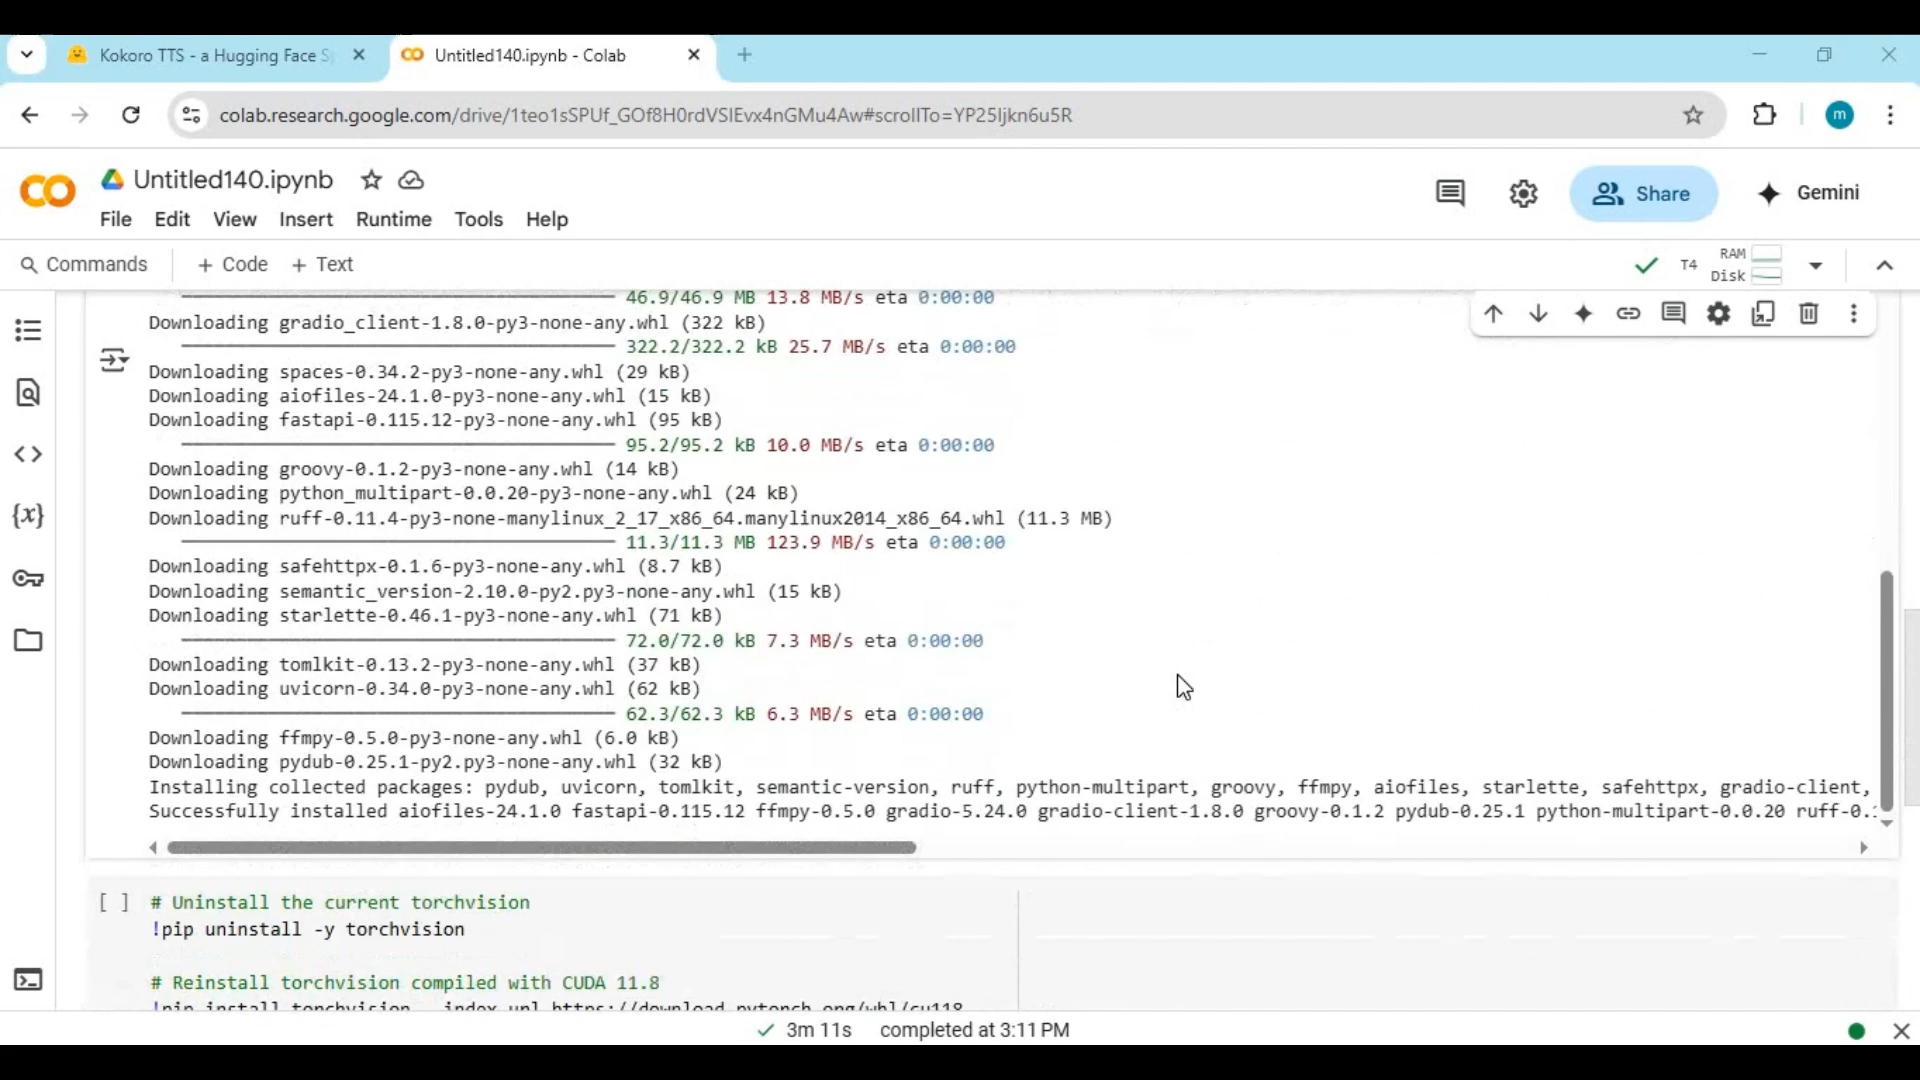 Kokoro TTS - a Hugging Face S
Untitled140.ipynb - Colab
colab.research.google.com/drive/1teo1sSPUf_GOf8H0rdVSlEvx4nGMu4Aw#scrollTo=YP25Ijkn6u5R
m
Untitled140.ipynb
File Edit View Insert Runtime Tools Help
Share
Gemini
Commands + Code + Text
T4 RAM Disk
46.9/46.9 MB 13.8 MB/s eta 0:00:00
Downloading gradio_client-1.8.0-py3-none-any.whl (322 kB)
322.2/322.2 kB 25.7 MB/s eta 0:00:00
Downloading spaces-0.34.2-py3-none-any.whl (29 kB)
Downloading aiofiles-24.1.0-py3-none-any.whl (15 kB)
Downloading fastapi-0.115.12-py3-none-any.whl (95 kB)
95.2/95.2 kB 10.0 MB/s eta 0:00:00
Downloading groovy-0.1.2-py3-none-any.whl (14 kB)
Downloading python_multipart-0.0.20-py3-none-any.whl (24 kB)
Downloading ruff-0.11.4-py3-none-manylinux_2_17_x86_64.manylinux2014_x86_64.whl (11.3 MB)
11.3/11.3 MB 123.9 MB/s eta 0:00:00
Downloading safehttpx-0.1.6-py3-none-any.whl (8.7 kB)
Downloading semantic_version-2.10.0-py2.py3-none-any.whl (15 kB)
Downloading starlette-0.46.1-py3-none-any.whl (71 kB)
72.0/72.0 kB 7.3 MB/s eta 0:00:00
Downloading tomlkit-0.13.2-py3-none-any.whl (37 kB)
Downloading uvicorn-0.34.0-py3-none-any.whl (62 kB)
62.3/62.3 kB 6.3 MB/s eta 0:00:00
Downloading ffmpy-0.5.0-py3-none-any.whl (6.0 kB)
Downloading pydub-0.25.1-py2.py3-none-any.whl (32 kB)
Installing collected packages: pydub, uvicorn, tomlkit, semantic-version, ruff, python-multipart, groovy, ffmpy, aiofiles, starlette, safehttpx, gradio-client,
Successfully installed aiofiles-24.1.0 fastapi-0.115.12 ffmpy-0.5.0 gradio-5.24.0 gradio-client-1.8.0 groovy-0.1.2 pydub-0.25.1 python-multipart-0.0.20 ruff-0.
[ ] # Uninstall the current torchvision
!pip uninstall -y torchvision
# Reinstall torchvision compiled with CUDA 11.8
!pip install torchvision --index-url https://download.pytorch.org/whl/cu118
3m 11s completed at 3:11 PM